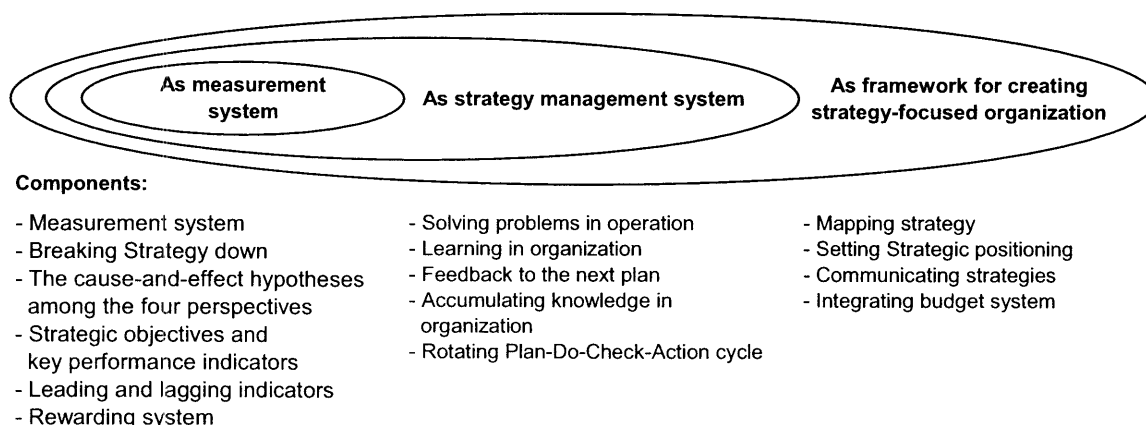 As measurement
system
As strategy management system
As framework for creating
strategy-focused organization
Components:
- Measurement system
- Breaking Strategy down
- The cause-and-effect hypotheses
among the four perspectives
- Strategic objectives and
key performance indicators
- Leading and lagging indicators
- Rewarding system
- Solving problems in operation
- Learning in organization
- Feedback to the next plan
- Accumulating knowledge in
organization
- Rotating Plan-Do-Check-Action cycle
- Mapping strategy
- Setting Strategic positioning
- Communicating strategies
- Integrating budget system